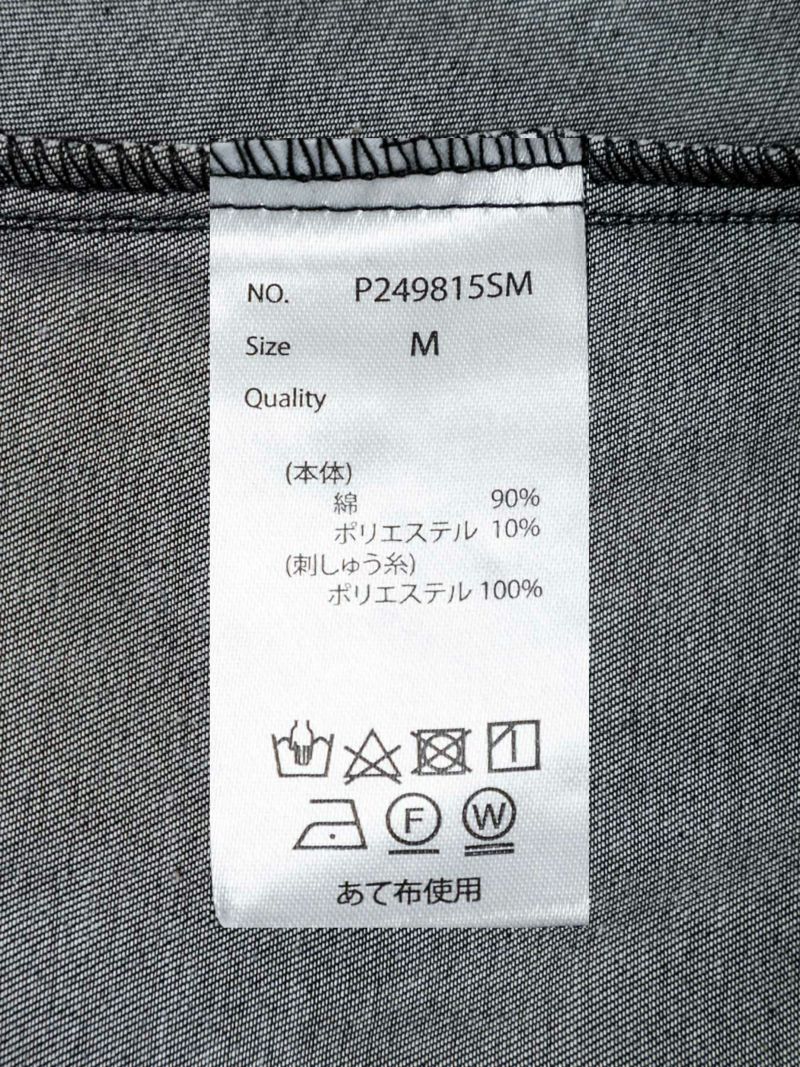 NO. P249815SM
Size M
Quality
(本体)
綿 90%
ポリエステル 10%
(刺しゅう糸)
ポリエステル 100%
F W
あて布使用